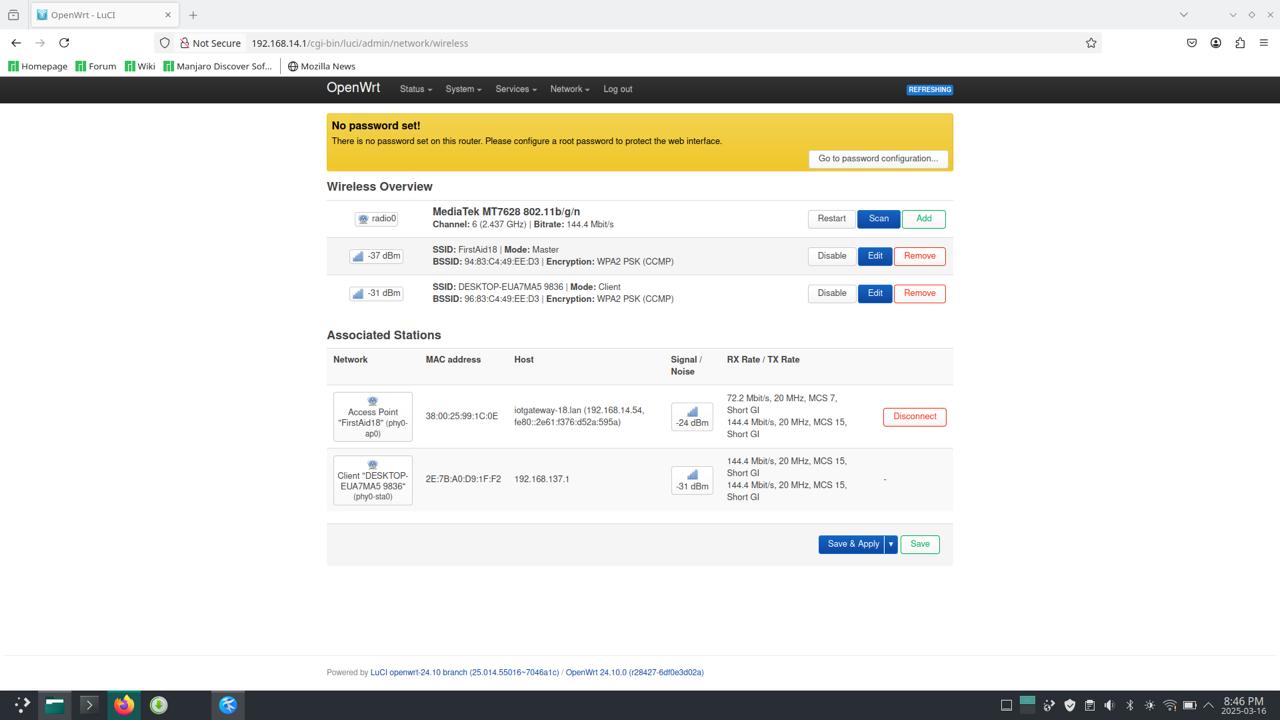 OpenWrt - LuCI
Not Secure 192.168.14.1/cgi-bin/luci/admin/network/wireless
Homepage Forum Wiki Manjaro Discover Sof... Mozilla News
OpenWrt Status System Services Network Log out REFRESHING
No password set!
There is no password set on this router. Please configure a root password to protect the web interface.
Go to password configuration...
Wireless Overview
radio0
MediaTek MT7628 802.11b/g/n
Channel: 6 (2.437 GHz) | Bitrate: 144.4 Mbit/s
Restart Scan Add
-37 dBm
SSID: FirstAid18 | Mode: Master
BSSID: 94:83:C4:49:EE:D3 | Encryption: WPA2 PSK (CCMP)
Disable Edit Remove
-31 dBm
SSID: DESKTOP-EUA7MA5 9836 | Mode: Client
BSSID: 96:83:C4:49:EE:D3 | Encryption: WPA2 PSK (CCMP)
Disable Edit Remove
Associated Stations
Network MAC address Host Signal / Noise RX Rate / TX Rate
Access Point
"FirstAid18" (phy0-
ap0)
38:00:25:99:1C:0E
iotgateway-18.lan (192.168.14.54,
fe80::2e61:f376:d52a:595a)
-24 dBm
72.2 Mbit/s, 20 MHz, MCS 7,
Short GI
144.4 Mbit/s, 20 MHz, MCS 15,
Short GI
Disconnect
Client "DESKTOP-
EUA7MA5 9836"
(phy0-sta0)
2E:7B:A0:D9:1F:F2
192.168.137.1
-31 dBm
144.4 Mbit/s, 20 MHz, MCS 15,
Short GI
144.4 Mbit/s, 20 MHz, MCS 15,
Short GI
-
Save & Apply Save
Powered by LuCI openwrt-24.10 branch (25.014.55016~7046a1c) / OpenWrt 24.10.0 (r28427-6df0e3d02a)
8:46 PM
2025-03-16